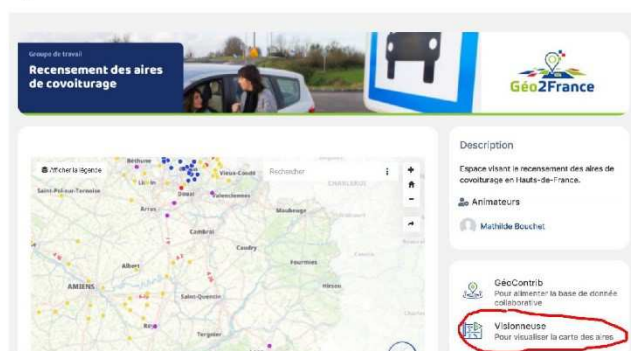 Groupe de travail
Recensement des aires
de covoiturage
Géo2France
Afficher la légende
Rechercher
Béthune
Vieux-Condé
Saint-Pol-sur-Ternoise
Douai
Valenciennes
Arras
Maubeuge
Cambrai
Caudry
Albert
Fourmies
AMIENS
Saint-Quentin
Hirson
Tergnier
Description
Espace visant le recensement des aires de
covoiturage en Hauts-de-France.
Animateurs
Mathilde Bouchet
GéoContrib
Pour alimenter la base de donnée
collaborative
Visionneuse
Pour visualiser la carte des aires